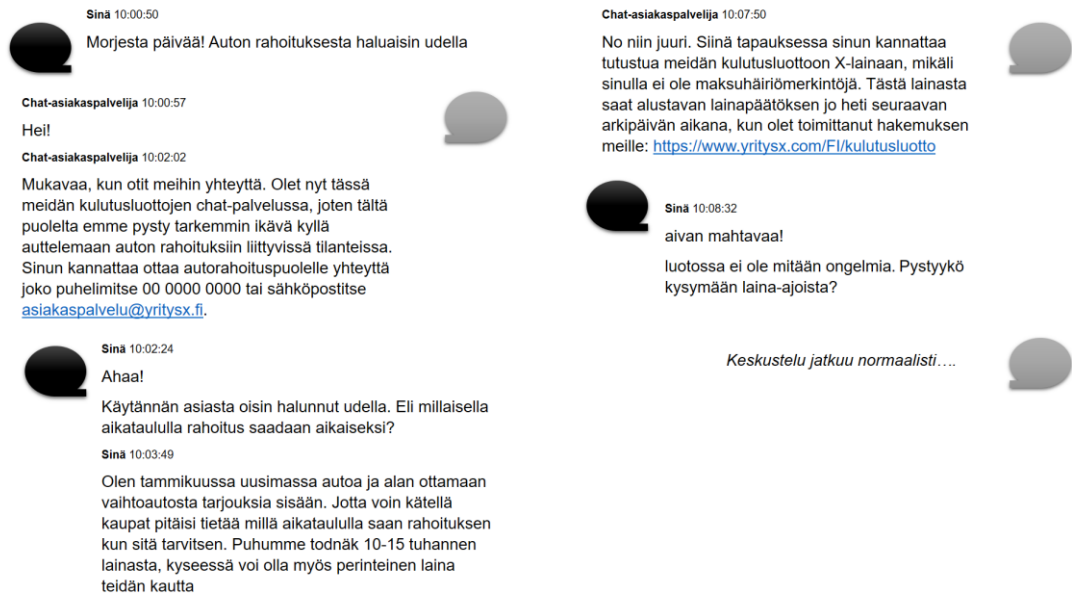 Sinä 10:00:50
Morjesta päivää! Auton rahoituksesta haluaisin udella
Chat-asiakaspalvelija 10:00:57
Hei!
Chat-asiakaspalvelija 10:02:02
Mukavaa, kun otit meihin yhteyttä. Olet nyt tässä
meidän kulutusluottojen chat-palvelussa, joten tältä
puolelta emme pysty tarkemmin ikävä kyllä
auttelemaan auton rahoituksiin liittyvissä tilanteissa.
Sinun kannattaa ottaa autorahoituspuolelle yhteyttä
joko puhelimitse 00 0000 0000 tai sähköpostitse
asiakaspalvelu@yritysx.fi.
Sinä 10:02:24
Ahaa!
Käytännän asiasta oisin halunnut udella. Eli millaisella
aikataululla rahoitus saadaan aikaiseksi?
Sinä 10:03:49
Olen tammikuussa uusimassa autoa ja alan ottamaan
vaihtoautosta tarjouksia sisään. Jotta voin kätellä
kaupat pitäisi tietää millä aikataululla saan rahoituksen
kun sitä tarvitsen. Puhumme todnäk 10-15 tuhannen
lainasta, kyseessä voi olla myös perinteinen laina
teidän kautta
Chat-asiakaspalvelija 10:07:50
No niin juuri. Siinä tapauksessa sinun kannattaa
tutustua meidän kulutusluottoon X-lainaan, mikäli
sinulla ei ole maksuhäiriömerkintöjä. Tästä lainasta
saat alustavan lainapäätöksen jo heti seuraavan
arkipäivän aikana, kun olet toimittanut hakemuksen
meille: https://www.yritysx.com/FI/kulutusluotto
Sinä 10:08:32
aivan mahtavaa!
luotossa ei ole mitään ongelmia. Pystyykö
kysymään laina-ajoista?
Keskustelu jatkuu normaalisti….